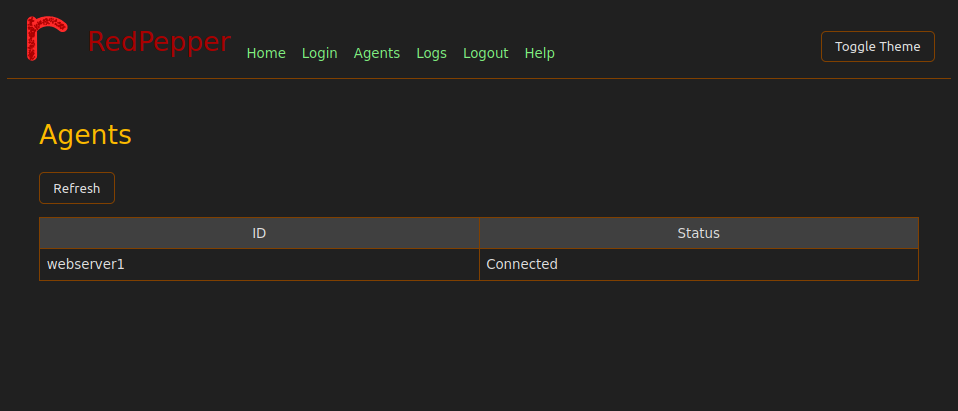 RedPepper
Home Login Agents Logs Logout Help
Toggle Theme
Agents
Refresh
ID Status
webserver1 Connected